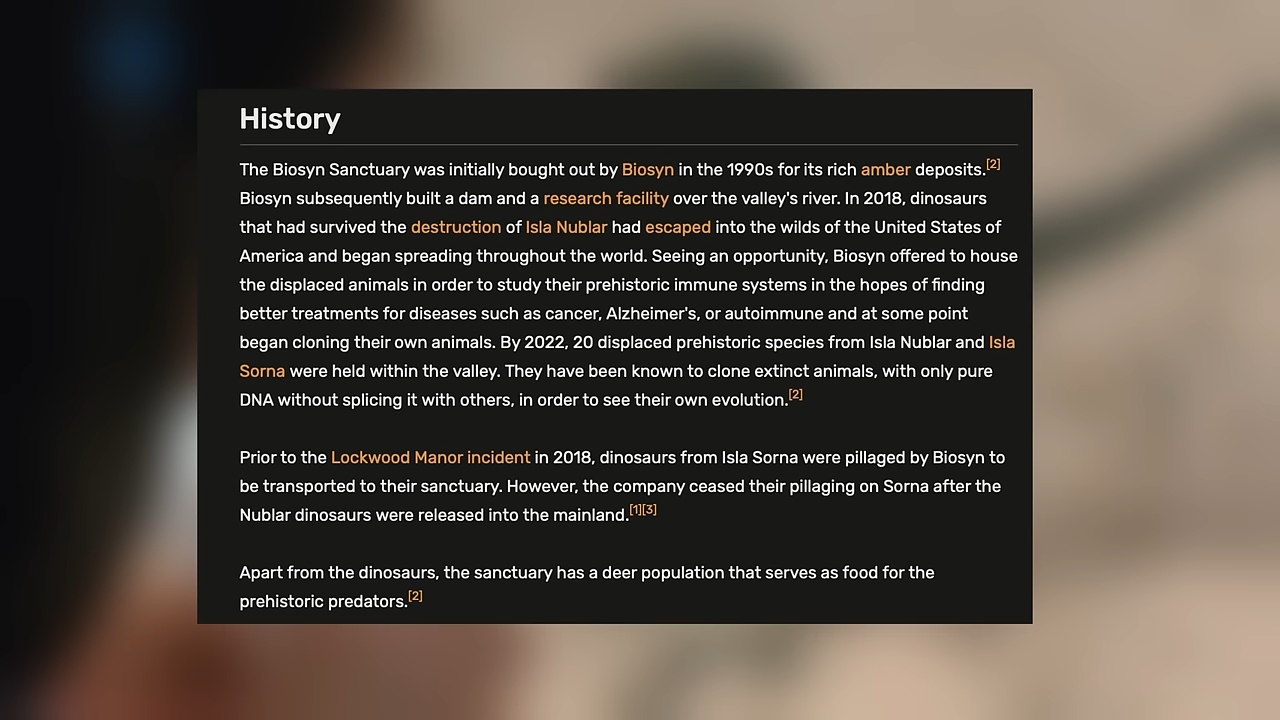 History
The Biosyn Sanctuary was initially bought out by Biosyn in the 1990s for its rich amber deposits.[2]
Biosyn subsequently built a dam and a research facility over the valley's river. In 2018, dinosaurs
that had survived the destruction of Isla Nublar had escaped into the wilds of the United States of
America and began spreading throughout the world. Seeing an opportunity, Biosyn offered to house
the displaced animals in order to study their prehistoric immune systems in the hopes of finding
better treatments for diseases such as cancer, Alzheimer's, or autoimmune and at some point
began cloning their own animals. By 2022, 20 displaced prehistoric species from Isla Nublar and Isla
Sorna were held within the valley. They have been known to clone extinct animals, with only pure
DNA without splicing it with others, in order to see their own evolution.[2]
Prior to the Lockwood Manor incident in 2018, dinosaurs from Isla Sorna were pillaged by Biosyn to
be transported to their sanctuary. However, the company ceased their pillaging on Sorna after the
Nublar dinosaurs were released into the mainland.[1][3]
Apart from the dinosaurs, the sanctuary has a deer population that serves as food for the
prehistoric predators.[2]